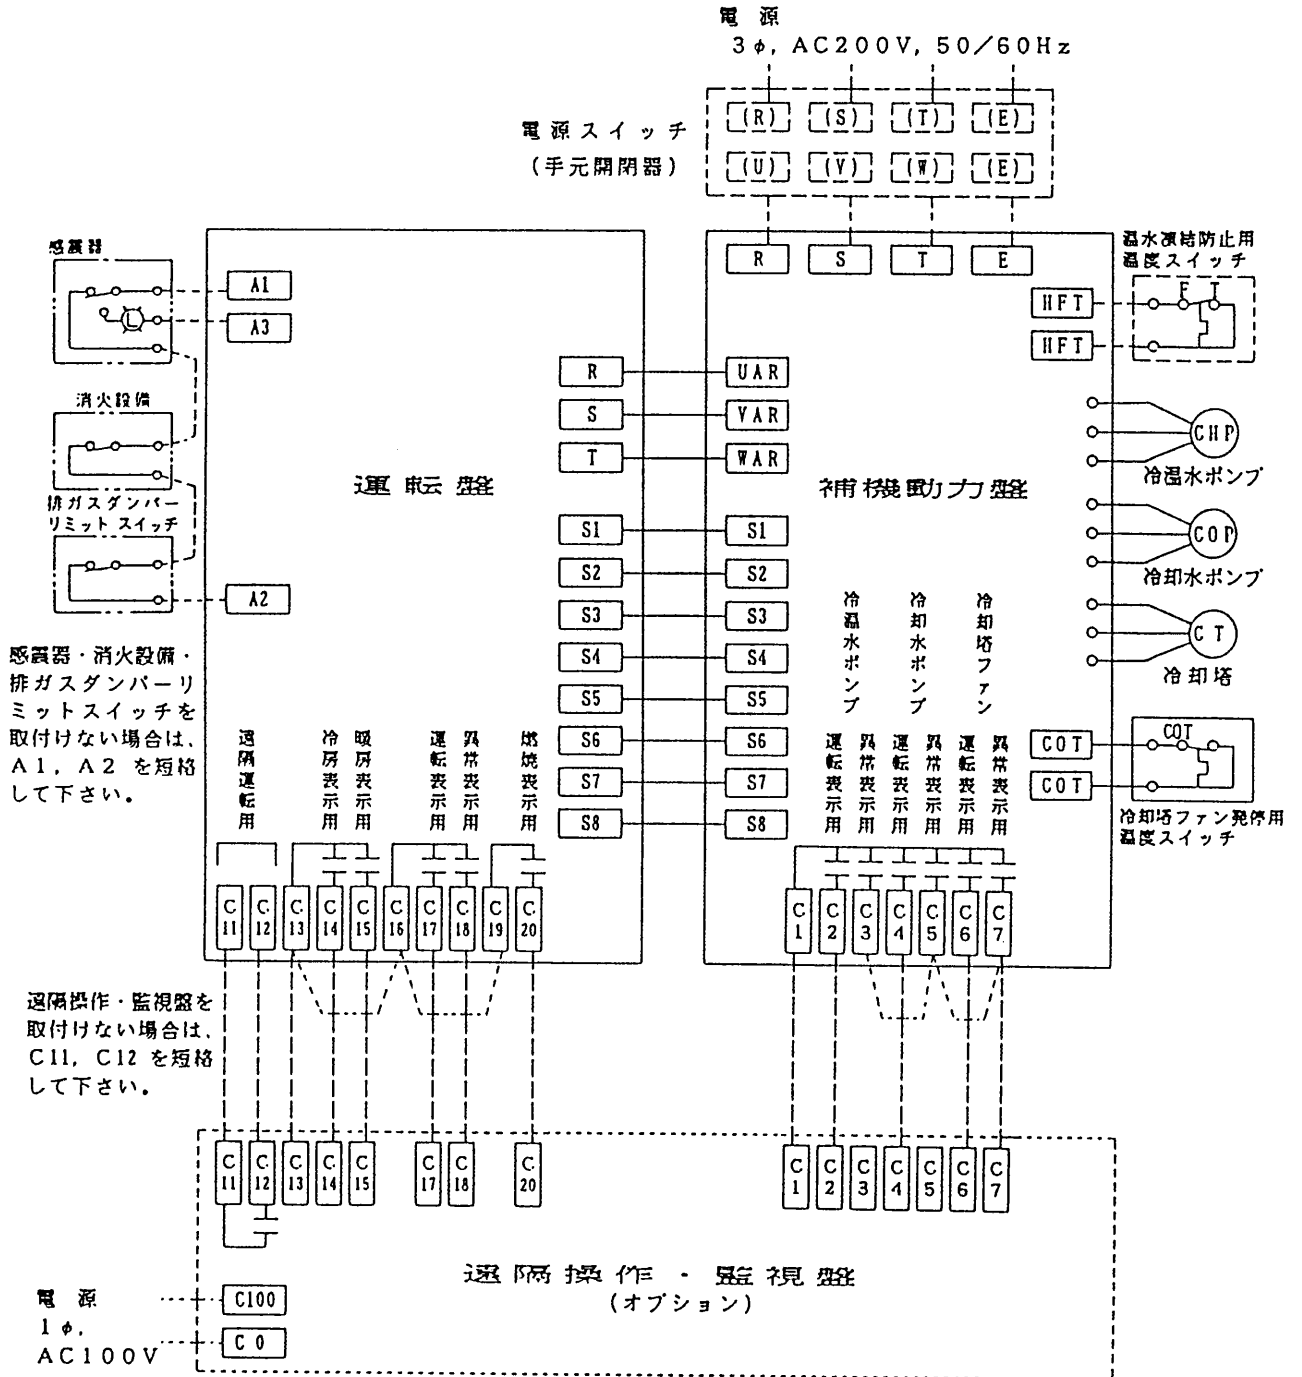 電源
3φ, AC200V, 50/60Hz
電源スイッチ
(手元開閉器)
(R) (S) (T) (E)
(U) (V) (W) (E)
感震器
A1
A3
消火設備
排ガスダンパー
リミットスイッチ
A2
感震器・消火設備・
排ガスダンパーリ
ミットスイッチを
取付けない場合は、
A1, A2 を短絡
して下さい。
運転盤
R
S
T
S1
S2
S3
S4
S5
S6
S7
S8
遠隔運転用
冷房表示用
暖房表示用
運転表示用
異常表示用
燃焼表示用
C11 C12 C13 C14 C15 C16 C17 C18 C19 C20
R S T E
UAR
VAR
WAR
補機動力盤
S1
S2
S3
S4
S5
S6
S7
S8
冷温水ポンプ
冷却水ポンプ
冷却塔ファン
運転表示用
異常表示用
運転表示用
異常表示用
運転表示用
異常表示用
C1 C2 C3 C4 C5 C6 C7
HFT
HFT
温水凍結防止用
温度スイッチ
F T
L
CHP
冷温水ポンプ
COP
冷却水ポンプ
CT
冷却塔
COT
COT
COT
冷却塔ファン発停用
温度スイッチ
遠隔操作・監視盤を
取付けない場合は、
C11, C12 を短絡
して下さい。
C11 C12 C13 C14 C15 C17 C18 C20
C1 C2 C3 C4 C5 C6 C7
遠隔操作・監視盤
(オプション)
電源
1φ,
AC100V
C100
C0